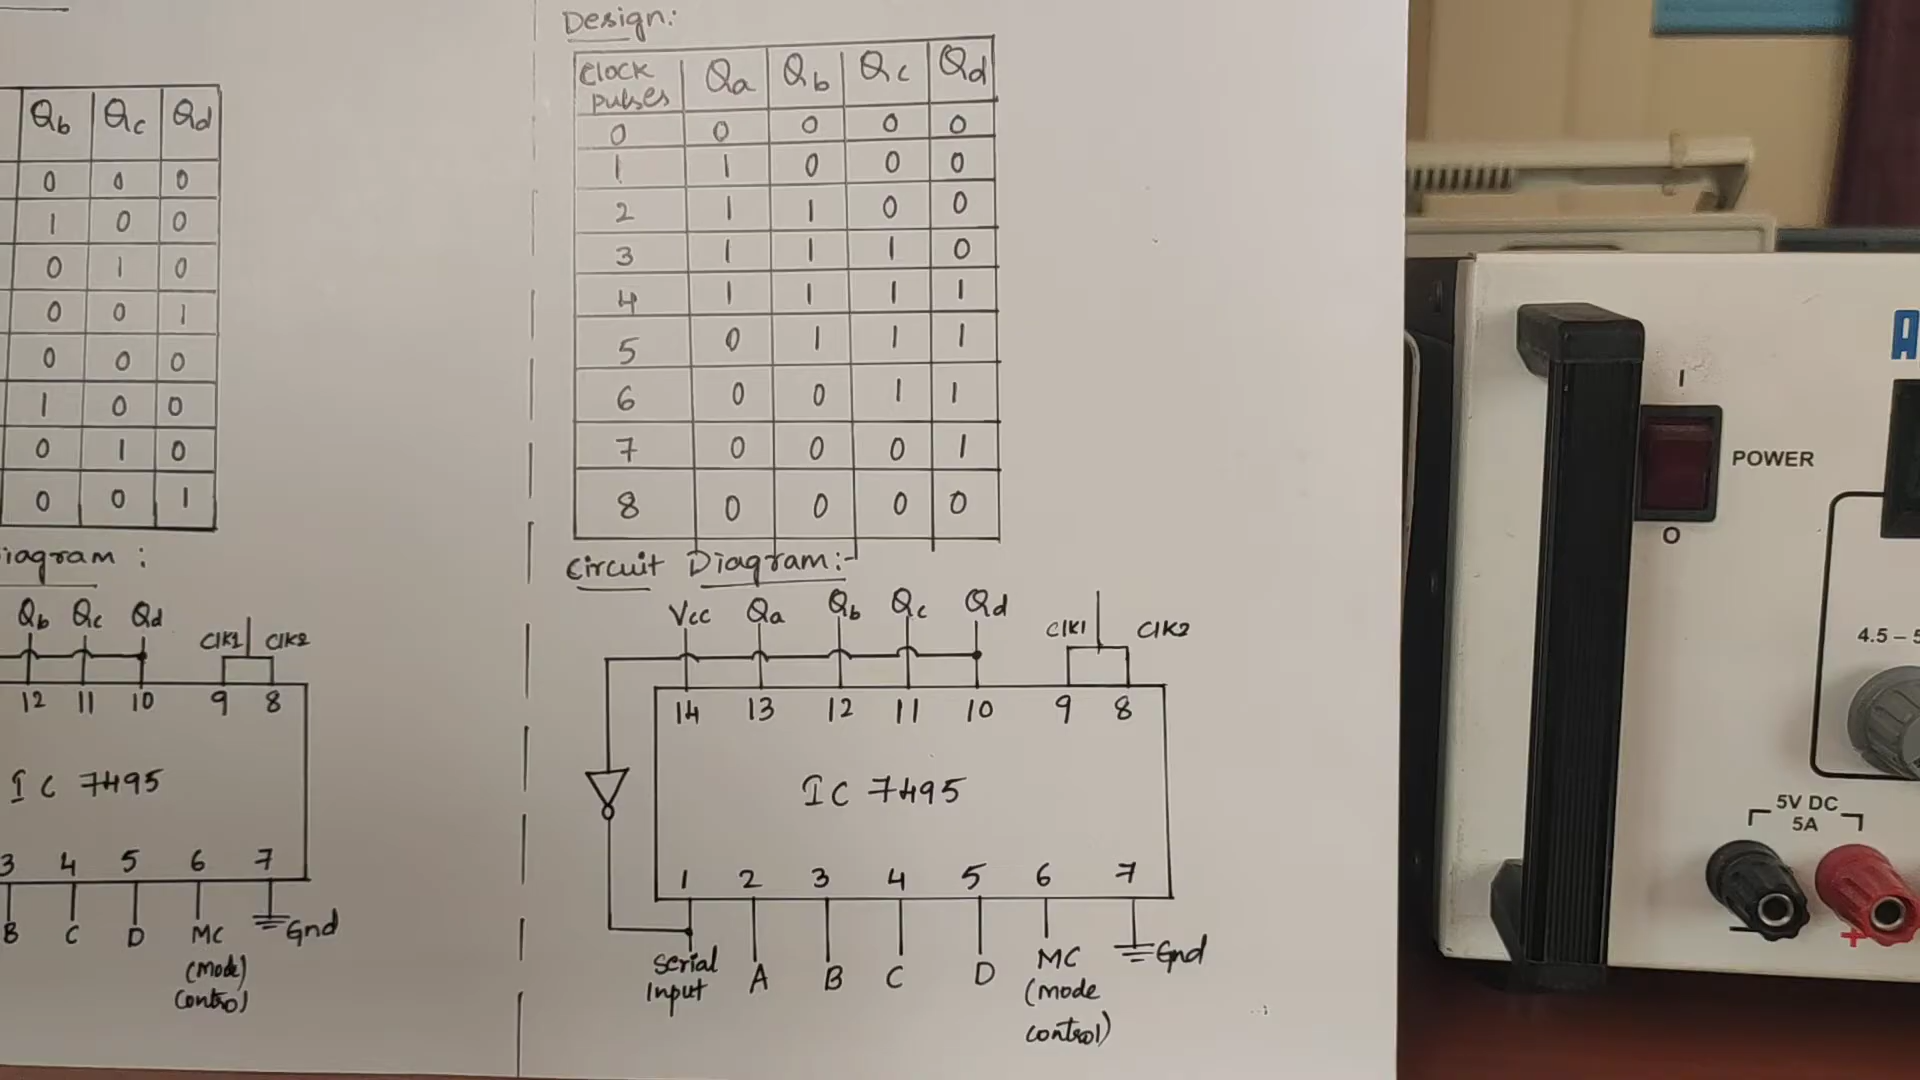 Qb Qc Qd
0 0 0
1 0 0
0 1 0
0 0 1
0 0 0
1 0 0
0 1 0
0 0 1
iagram :
Qb Qc Qd CIK1 CIK2
12 11 10 9 8
IC 7495
3 4 5 6 7
B C D MC Gnd
(Mode)
Control
Design:
Clock pulses Qa Qb Qc Qd
0 0 0 0 0
1 1 0 0 0
2 1 1 0 0
3 1 1 1 0
4 1 1 1 1
5 0 1 1 1
6 0 0 1 1
7 0 0 0 1
8 0 0 0 0
Circuit Diagram:-
Vcc Qa Qb Qc Qd CIK1 CIK2
14 13 12 11 10 9 8
IC 7495
1 2 3 4 5 6 7
Serial Input A B C D MC Gnd
(Mode
control)
A
I
POWER
O
4.5 – 5
5V DC
5A
− +